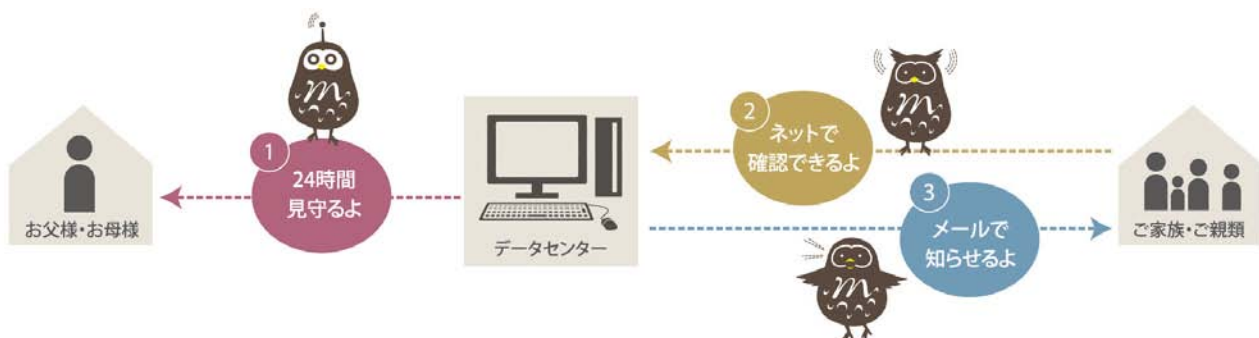 お父様・お母様
1
24時間
見守るよ
m
データセンター
2
ネットで
確認できるよ
m
3
メールで
知らせるよ
m
ご家族・ご親類